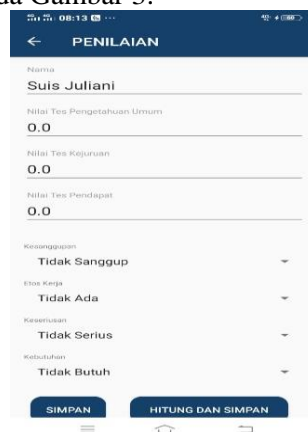 da Gambar 5.
08:13
← PENILAIAN
Nama
Suis Juliani
Nilai Tes Pengetahuan Umum
0.0
Nilai Tes Kejuruan
0.0
Nilai Tes Pendapat
0.0
Kesanggupan
Tidak Sanggup
Etos Kerja
Tidak Ada
Keseriusan
Tidak Serius
Kebutuhan
Tidak Butuh
SIMPAN
HITUNG DAN SIMPAN